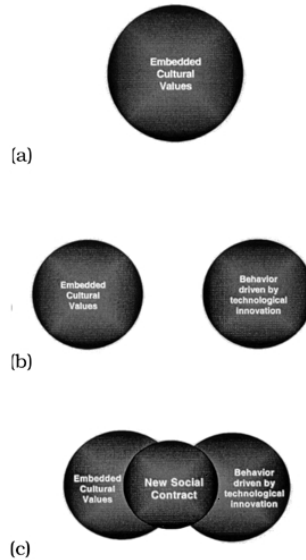 Embedded
Cultural
Values
(a)
Embedded
Cultural
Values
Behavior
driven by
technological
innovation
(b)
Embedded
Cultural
Values
New Social
Contract
Behavior
driven by
technological
innovation
(c)